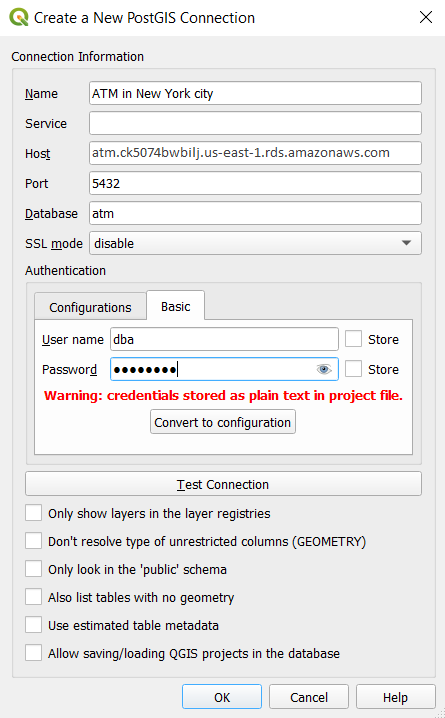 Create a New PostGIS Connection
Connection Information
Name ATM in New York city
Service
Host atm.ck5074bwbilj.us-east-1.rds.amazonaws.com
Port 5432
Database atm
SSL mode disable
Authentication
Configurations Basic
User name dba Store
Password ●●●●●●●● Store
Warning: credentials stored as plain text in project file.
Convert to configuration
Test Connection
Only show layers in the layer registries
Don't resolve type of unrestricted columns (GEOMETRY)
Only look in the 'public' schema
Also list tables with no geometry
Use estimated table metadata
Allow saving/loading QGIS projects in the database
OK Cancel Help